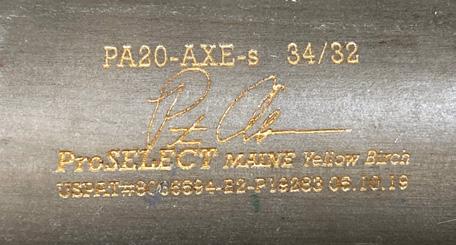 PA20-AXE-s 34/32
ProSELECT MAINE Yellow Birch
USPAT#8066594-B2-P19283 06.10.19